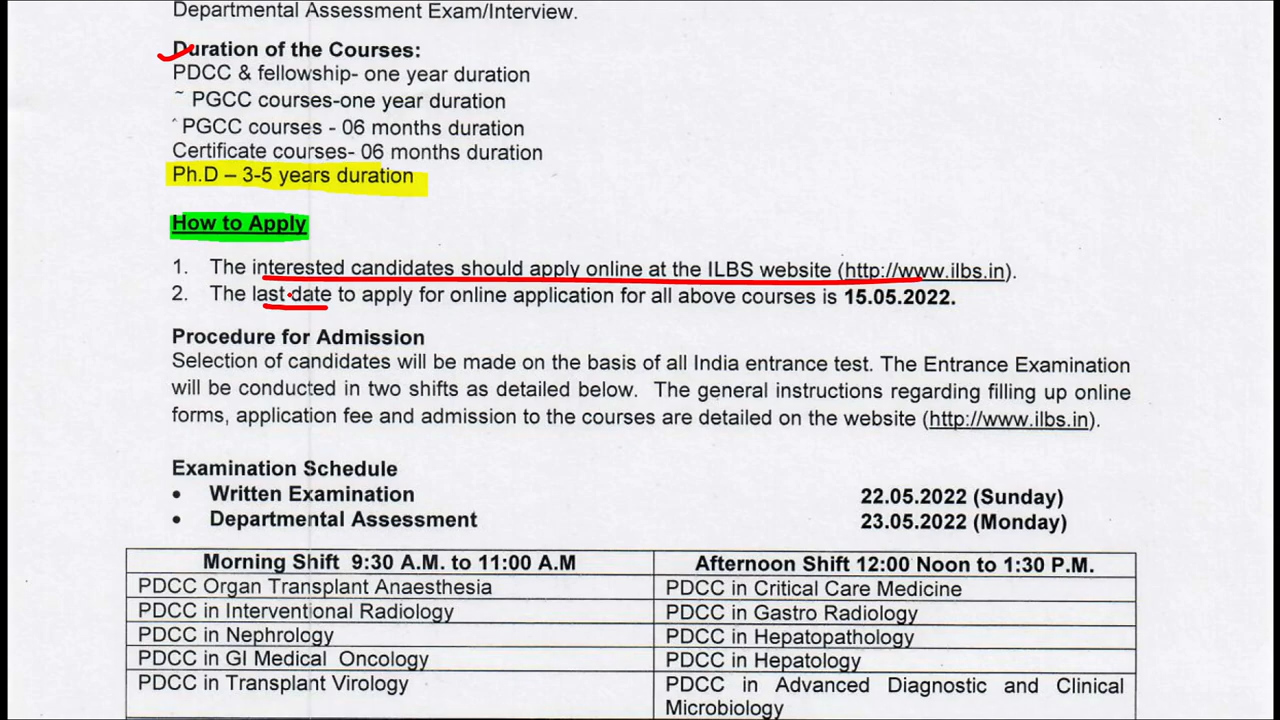 Departmental Assessment Exam/Interview.
Duration of the Courses:
PDCC & fellowship- one year duration
~ PGCC courses-one year duration
^ PGCC courses - 06 months duration
Certificate courses- 06 months duration
Ph.D – 3-5 years duration
How to Apply
1. The interested candidates should apply online at the ILBS website (http://www.ilbs.in).
2. The last date to apply for online application for all above courses is 15.05.2022.
Procedure for Admission
Selection of candidates will be made on the basis of all India entrance test. The Entrance Examination
will be conducted in two shifts as detailed below. The general instructions regarding filling up online
forms, application fee and admission to the courses are detailed on the website (http://www.ilbs.in).
Examination Schedule
• Written Examination 22.05.2022 (Sunday)
• Departmental Assessment 23.05.2022 (Monday)
Morning Shift 9:30 A.M. to 11:00 A.M Afternoon Shift 12:00 Noon to 1:30 P.M.
PDCC Organ Transplant Anaesthesia PDCC in Critical Care Medicine
PDCC in Interventional Radiology PDCC in Gastro Radiology
PDCC in Nephrology PDCC in Hepatopathology
PDCC in GI Medical Oncology PDCC in Hepatology
PDCC in Transplant Virology PDCC in Advanced Diagnostic and Clinical
Microbiology